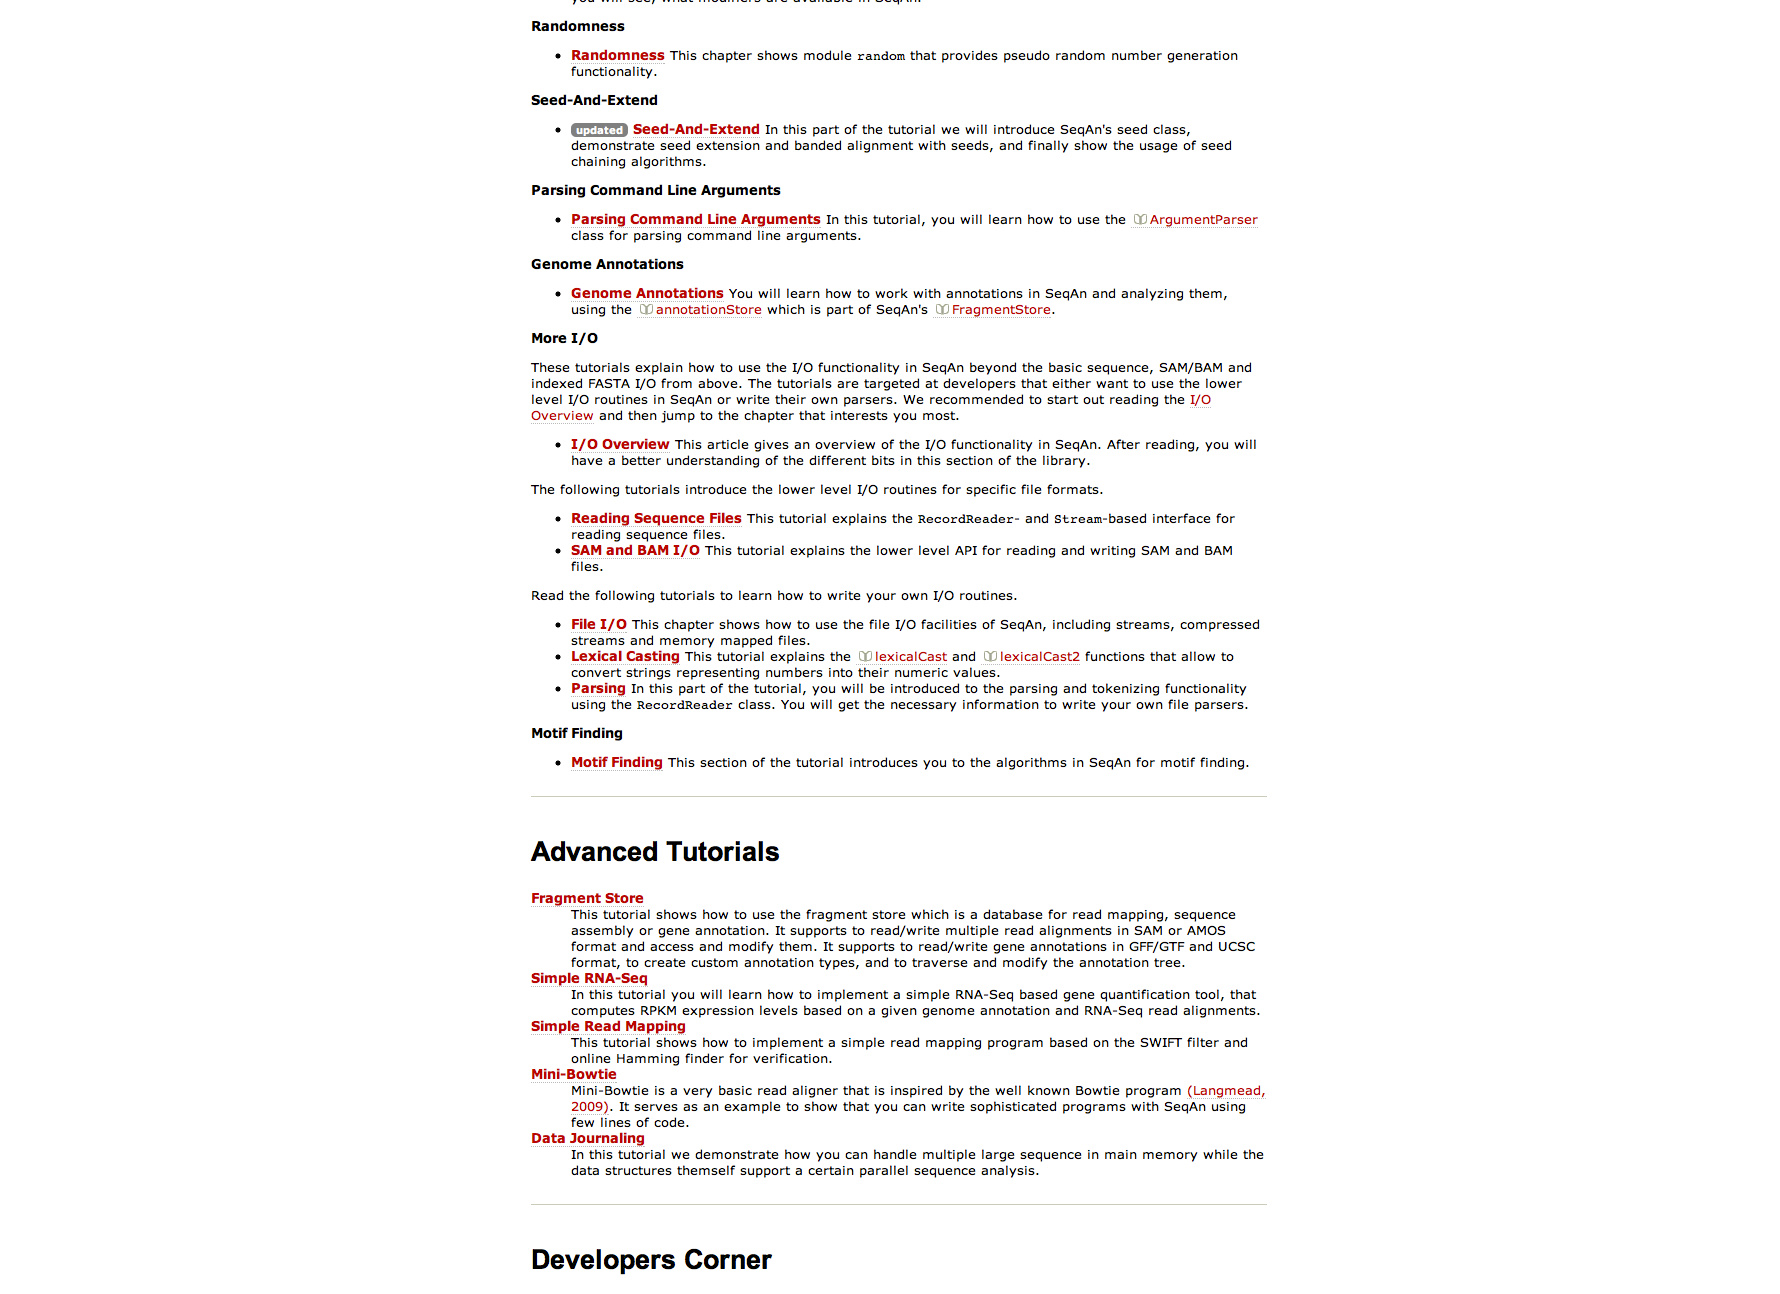 you will see, what modifiers are available in SeqAn.
Randomness
• Randomness This chapter shows module random that provides pseudo random number generation
functionality.
Seed-And-Extend
• updated Seed-And-Extend In this part of the tutorial we will introduce SeqAn's seed class,
demonstrate seed extension and banded alignment with seeds, and finally show the usage of seed
chaining algorithms.
Parsing Command Line Arguments
• Parsing Command Line Arguments In this tutorial, you will learn how to use the ArgumentParser
class for parsing command line arguments.
Genome Annotations
• Genome Annotations You will learn how to work with annotations in SeqAn and analyzing them,
using the annotationStore which is part of SeqAn's FragmentStore.
More I/O
These tutorials explain how to use the I/O functionality in SeqAn beyond the basic sequence, SAM/BAM and
indexed FASTA I/O from above. The tutorials are targeted at developers that either want to use the lower
level I/O routines in SeqAn or write their own parsers. We recommended to start out reading the I/O
Overview and then jump to the chapter that interests you most.
• I/O Overview This article gives an overview of the I/O functionality in SeqAn. After reading, you will
have a better understanding of the different bits in this section of the library.
The following tutorials introduce the lower level I/O routines for specific file formats.
• Reading Sequence Files This tutorial explains the RecordReader- and Stream-based interface for
reading sequence files.
• SAM and BAM I/O This tutorial explains the lower level API for reading and writing SAM and BAM
files.
Read the following tutorials to learn how to write your own I/O routines.
• File I/O This chapter shows how to use the file I/O facilities of SeqAn, including streams, compressed
streams and memory mapped files.
• Lexical Casting This tutorial explains the lexicalCast and lexicalCast2 functions that allow to
convert strings representing numbers into their numeric values.
• Parsing In this part of the tutorial, you will be introduced to the parsing and tokenizing functionality
using the RecordReader class. You will get the necessary information to write your own file parsers.
Motif Finding
• Motif Finding This section of the tutorial introduces you to the algorithms in SeqAn for motif finding.
Advanced Tutorials
Fragment Store
This tutorial shows how to use the fragment store which is a database for read mapping, sequence
assembly or gene annotation. It supports to read/write multiple read alignments in SAM or AMOS
format and access and modify them. It supports to read/write gene annotations in GFF/GTF and UCSC
format, to create custom annotation types, and to traverse and modify the annotation tree.
Simple RNA-Seq
In this tutorial you will learn how to implement a simple RNA-Seq based gene quantification tool, that
computes RPKM expression levels based on a given genome annotation and RNA-Seq read alignments.
Simple Read Mapping
This tutorial shows how to implement a simple read mapping program based on the SWIFT filter and
online Hamming finder for verification.
Mini-Bowtie
Mini-Bowtie is a very basic read aligner that is inspired by the well known Bowtie program (Langmead,
2009). It serves as an example to show that you can write sophisticated programs with SeqAn using
few lines of code.
Data Journaling
In this tutorial we demonstrate how you can handle multiple large sequence in main memory while the
data structures themself support a certain parallel sequence analysis.
Developers Corner